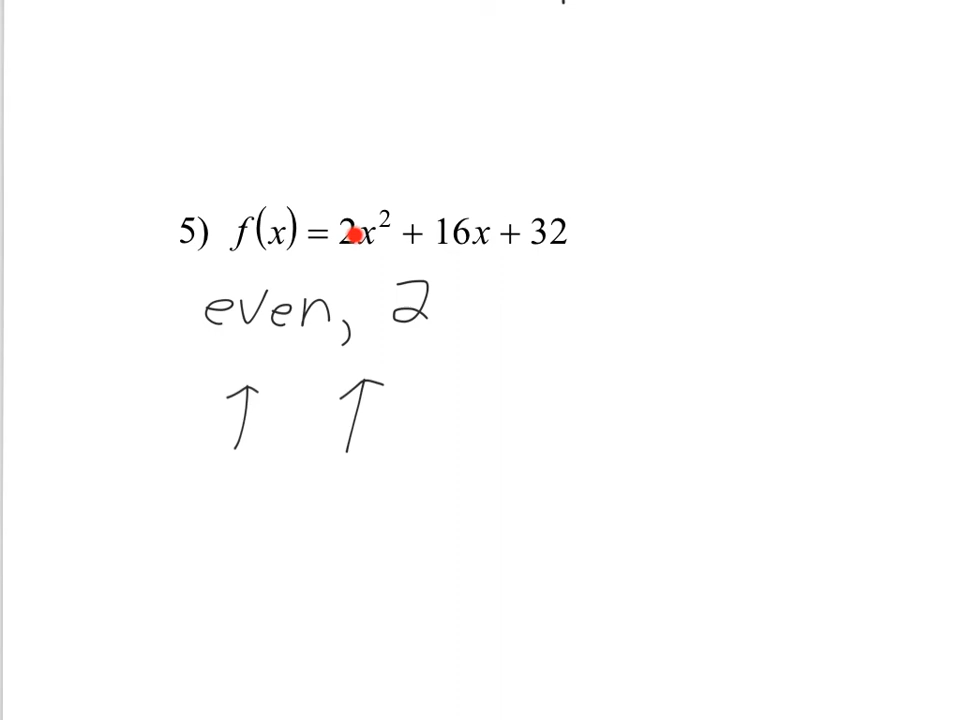 5) f(x) = 2x² + 16x + 32
even, 2
↑ ↑